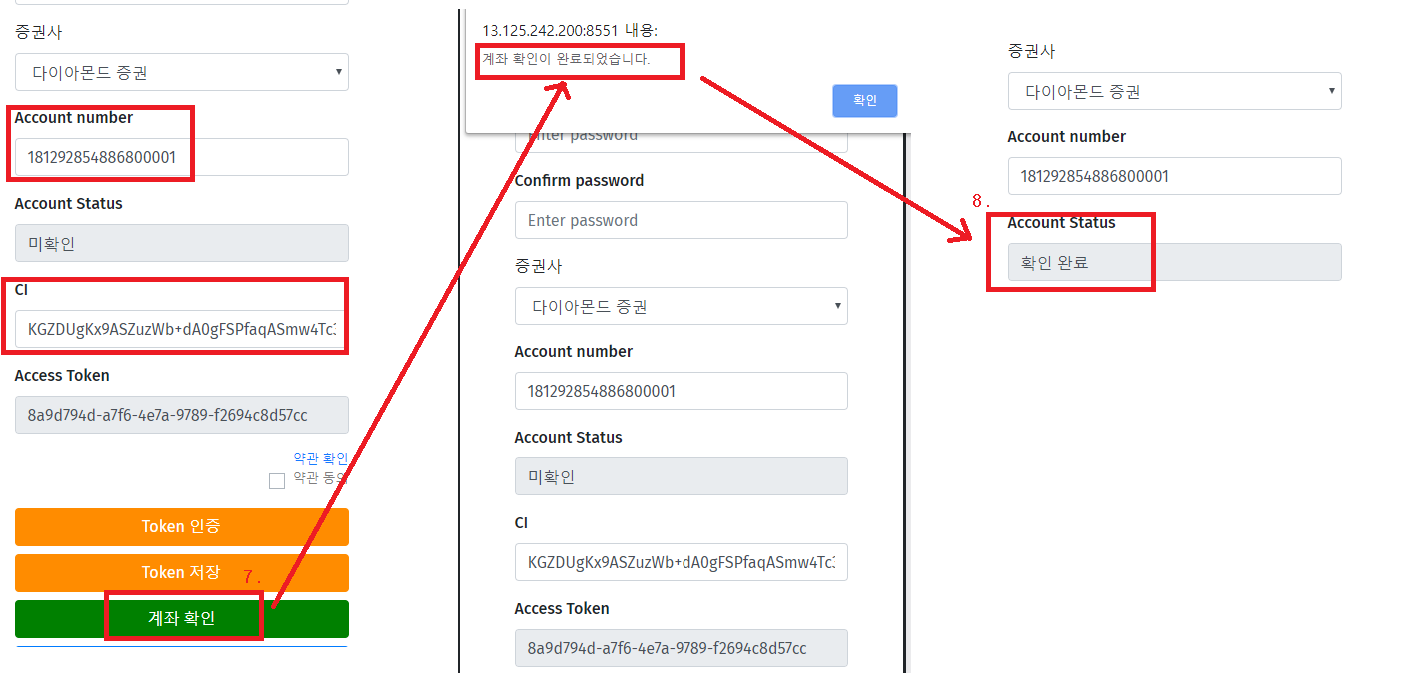 증권사
다이아몬드 증권
Account number
181292854886800001
Account Status
미확인
CI
KGZDUgKx9ASZuzWb+dA0gFSPfaqASmw4Tc
Access Token
8a9d794d-a7f6-4e7a-9789-f2694c8d57cc
약관 확인
약관 동의
Token 인증
Token 저장
7.
계좌 확인
13.125.242.200:8551 내용:
계좌 확인이 완료되었습니다.
확인
Enter password
Confirm password
Enter password
증권사
다이아몬드 증권
Account number
181292854886800001
Account Status
미확인
CI
KGZDUgKx9ASZuzWb+dA0gFSPfaqASmw4Tc
Access Token
8a9d794d-a7f6-4e7a-9789-f2694c8d57cc
증권사
다이아몬드 증권
Account number
181292854886800001
8.
Account Status
확인 완료